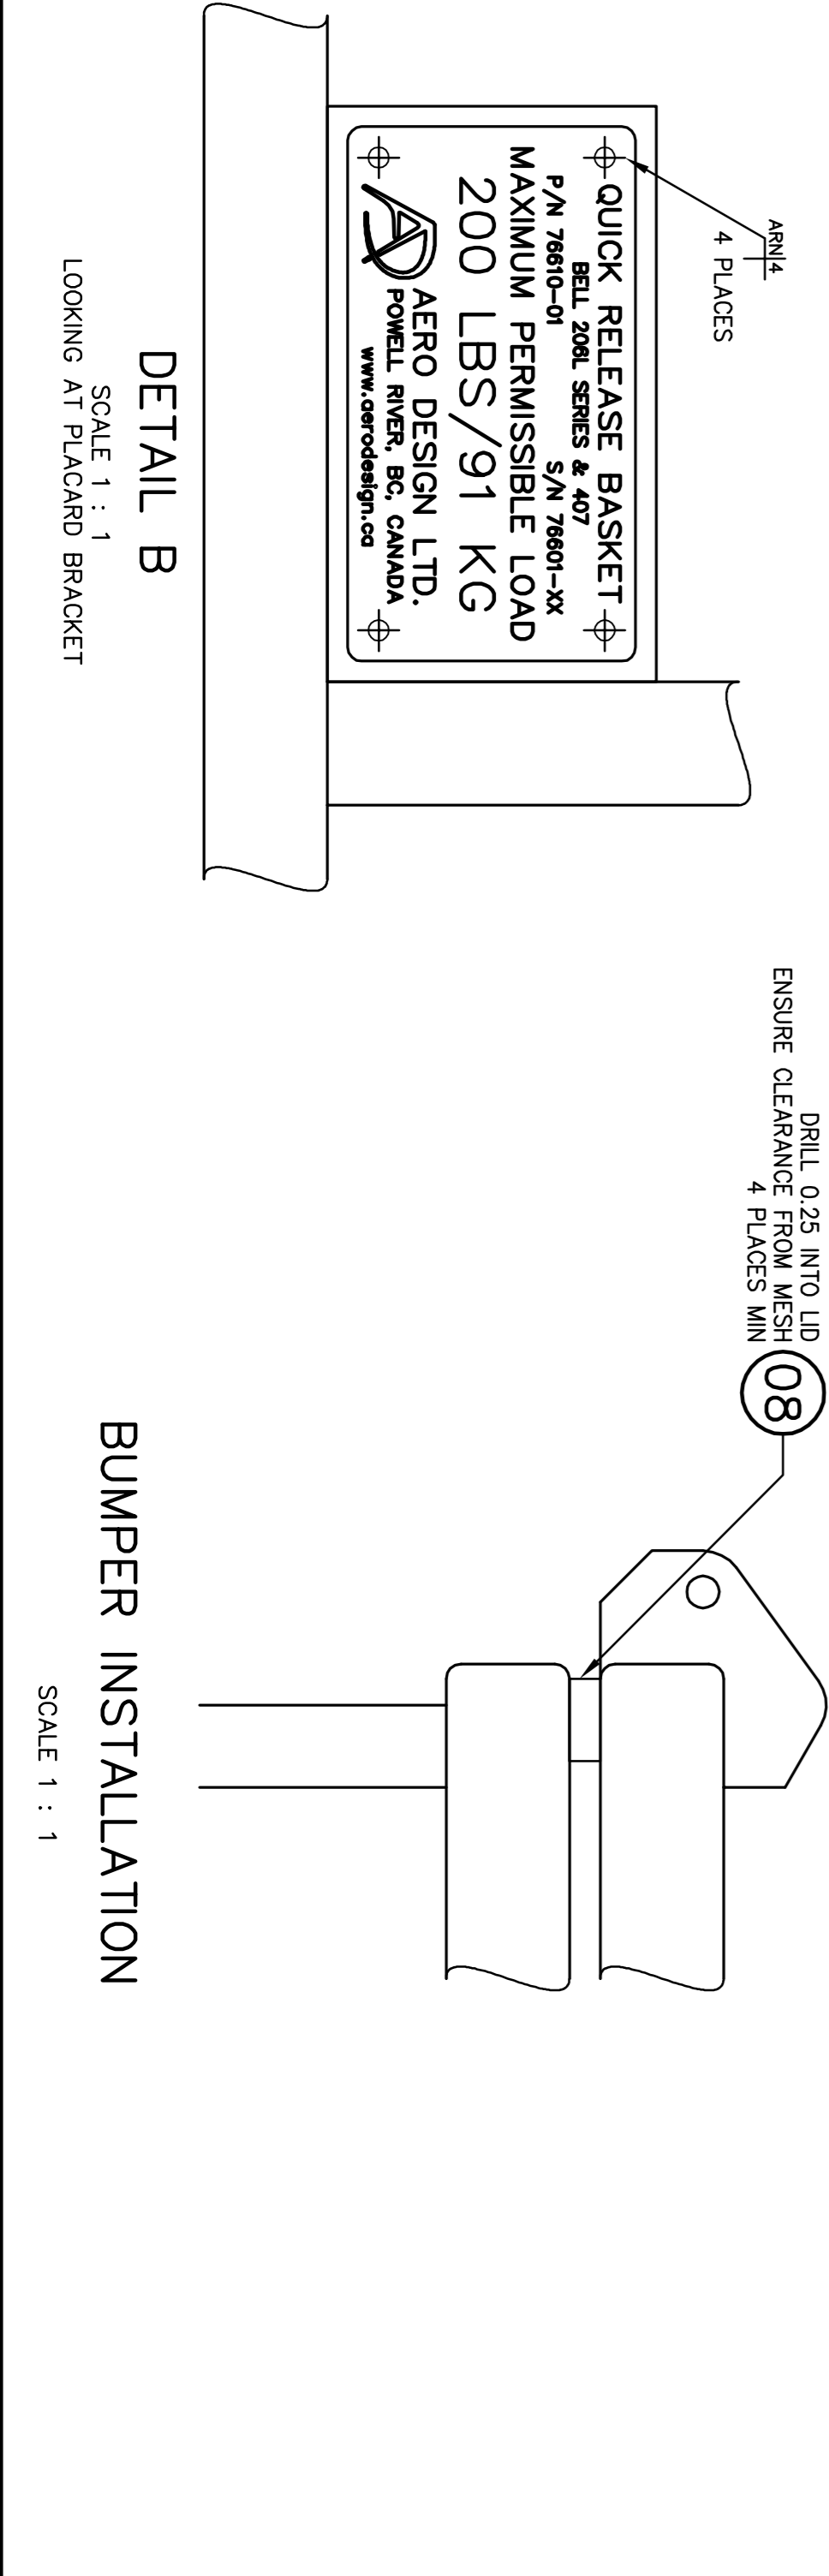 ARN 4
4 PLACES
QUICK RELEASE BASKET
BELL 206L SERIES & 407
P/N 76610-01 S/N 76601-XX
MAXIMUM PERMISSIBLE LOAD
200 LBS/91 KG
AERO DESIGN LTD.
POWELL RIVER, BC, CANADA
www.aerodesign.ca
DETAIL B
SCALE 1 : 1
LOOKING AT PLACARD BRACKET
DRILL 0.25 INTO LID
ENSURE CLEARANCE FROM MESH
4 PLACES MIN
08
BUMPER INSTALLATION
SCALE 1 : 1